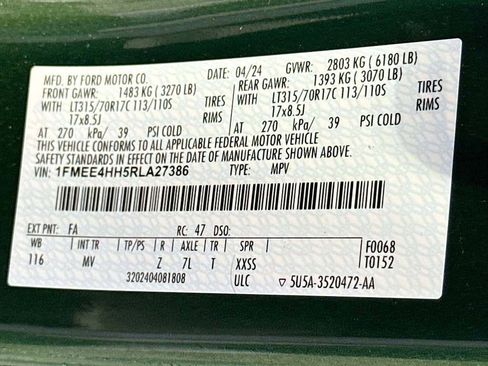 MFD. BY FORD MOTOR CO.
DATE: 04/24 GVWR: 2803 KG ( 6180 LB)
FRONT GAWR: 1483 KG ( 3270 LB) REAR GAWR: 1393 KG ( 3070 LB)
WITH LT315/70R17C 113/110S TIRES WITH LT315/70R17C 113/110S TIRES
17x8.5J RIMS 17x8.5J RIMS
AT 270 kPa/ 39 PSI COLD AT 270 kPa/ 39 PSI COLD
THIS VEHICLE CONFORMS TO ALL APPLICABLE FEDERAL MOTOR VEHICLE
SAFETY STANDARDS IN EFFECT ON THE DATE OF MANUFACTURE SHOWN ABOVE.
VIN: 1FMEE4HH5RLA27386 TYPE: MPV
EXT PNT: FA RC: 47 DSO: F0068
WB INT TR TP/PS R AXLE TR SPR T0152
116 MV Z 7L T XXSS
3202404081808 ULC ▽ 5U5A-3520472-AA